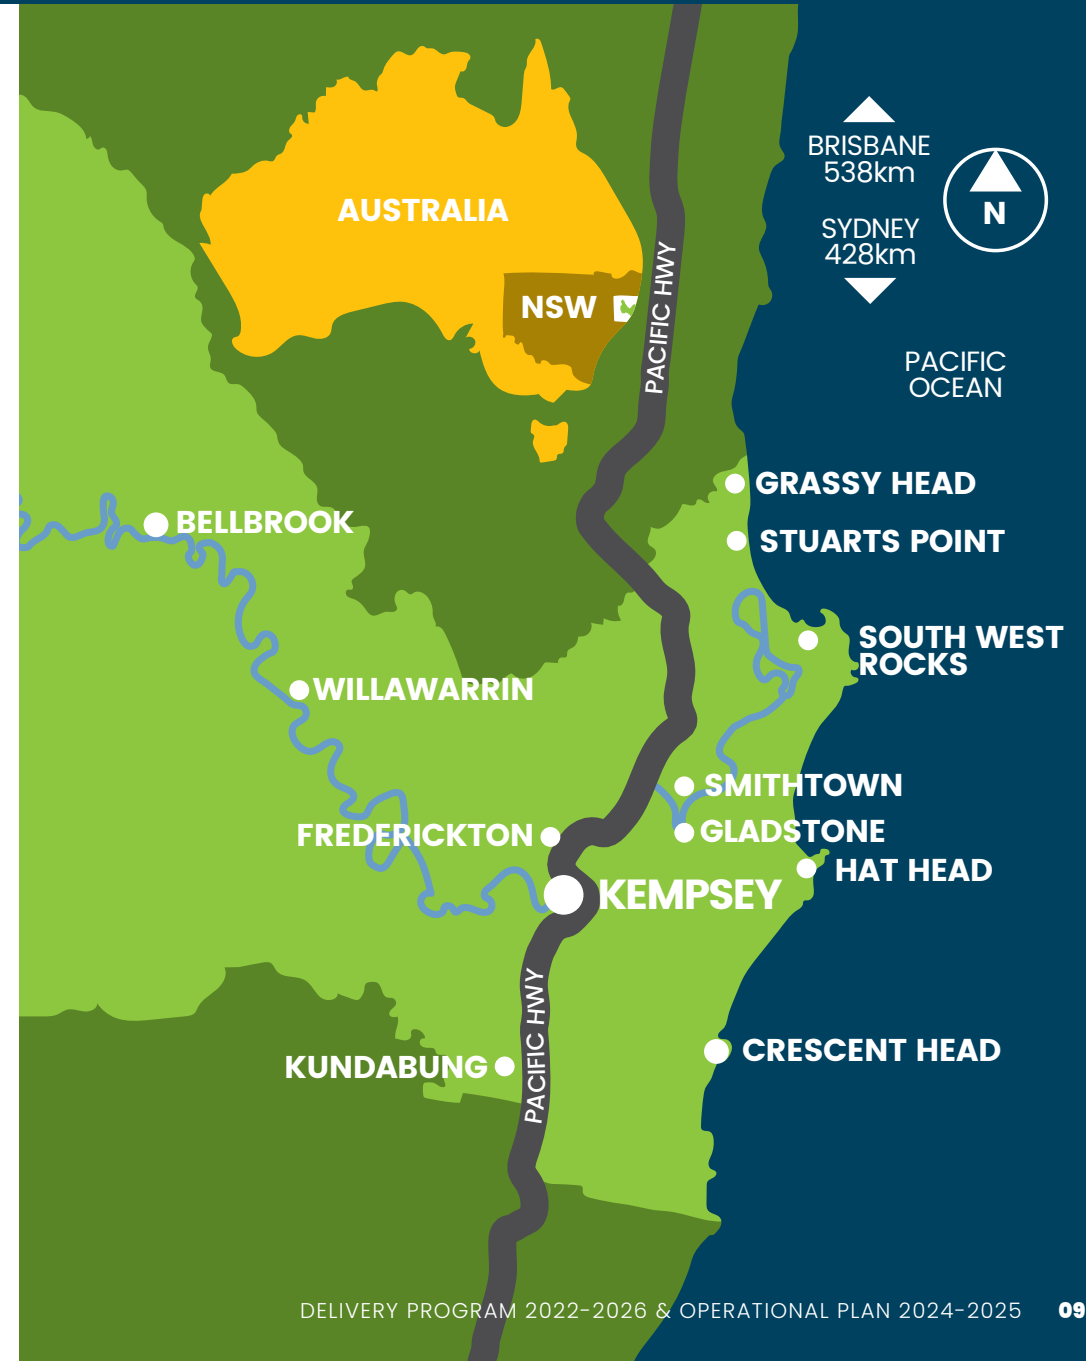 BRISBANE
538km
N
AUSTRALIA
SYDNEY
428km
NSW
PACIFIC HWY
PACIFIC
OCEAN
GRASSY HEAD
BELLBROOK
STUARTS POINT
SOUTH WEST
ROCKS
WILLAWARRIN
SMITHTOWN
FREDERICKTON
GLADSTONE
HAT HEAD
KEMPSEY
PACIFIC HWY
CRESCENT HEAD
KUNDABUNG
DELIVERY PROGRAM 2022-2026 & OPERATIONAL PLAN 2024-2025 09